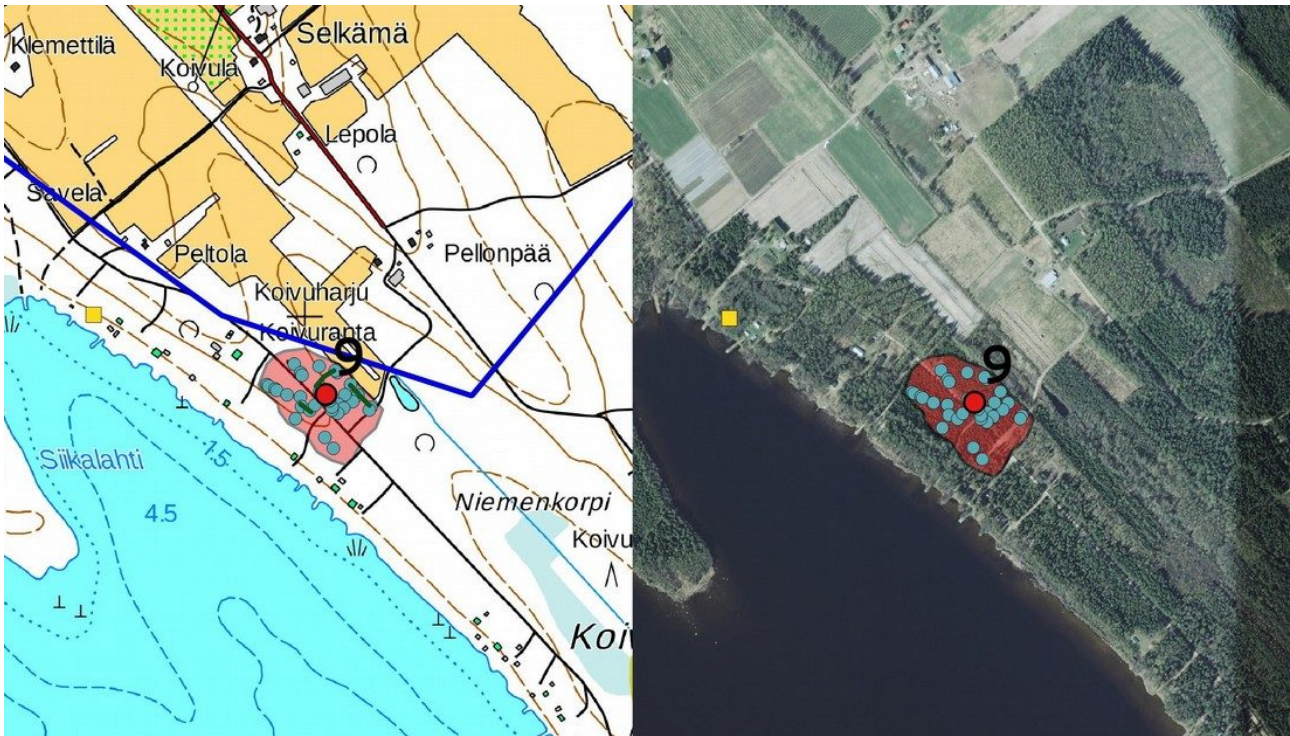 Selkämä
Klemettilä
Koivula
Lepola
Savela
Peltola
Pellonpää
Koivuharju
Koivuranta
9
9
Siikalahti
1.5
4.5
Niemenkorpi
Koivu
Koi